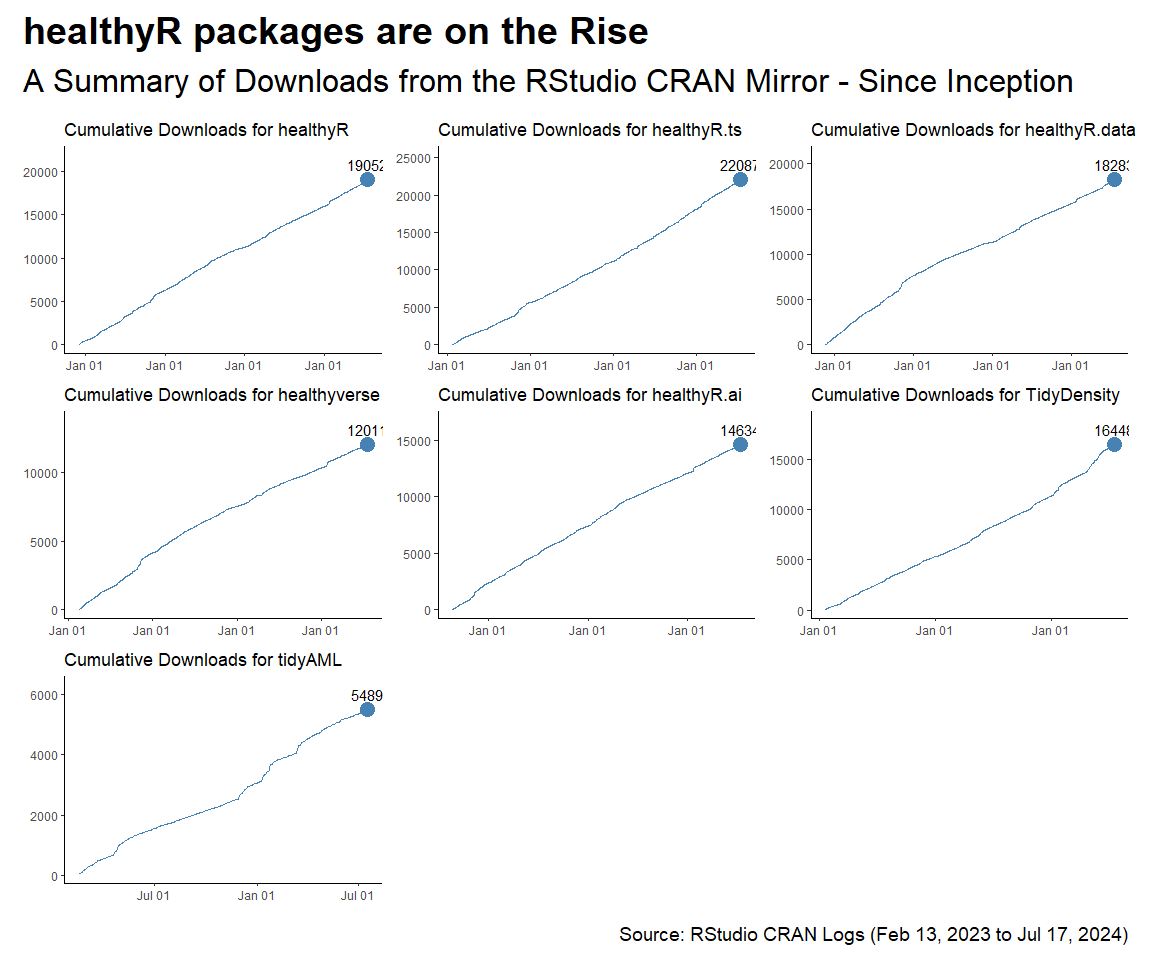 healthyR packages are on the Rise
A Summary of Downloads from the RStudio CRAN Mirror - Since Inception
Cumulative Downloads for healthyR
19052
20000
15000
10000
5000
0
Jan 01 Jan 01 Jan 01 Jan 01
Cumulative Downloads for healthyR.ts
22087
25000
20000
15000
10000
5000
0
Jan 01 Jan 01 Jan 01 Jan 01
Cumulative Downloads for healthyR.data
18283
20000
15000
10000
5000
0
Jan 01 Jan 01 Jan 01 Jan 01
Cumulative Downloads for healthyverse
12011
10000
5000
0
Jan 01 Jan 01 Jan 01 Jan 01
Cumulative Downloads for healthyR.ai
14634
15000
10000
5000
0
Jan 01 Jan 01 Jan 01
Cumulative Downloads for TidyDensity
16448
15000
10000
5000
0
Jan 01 Jan 01 Jan 01
Cumulative Downloads for tidyAML
5489
6000
4000
2000
0
Jul 01 Jan 01 Jul 01
Source: RStudio CRAN Logs (Feb 13, 2023 to Jul 17, 2024)